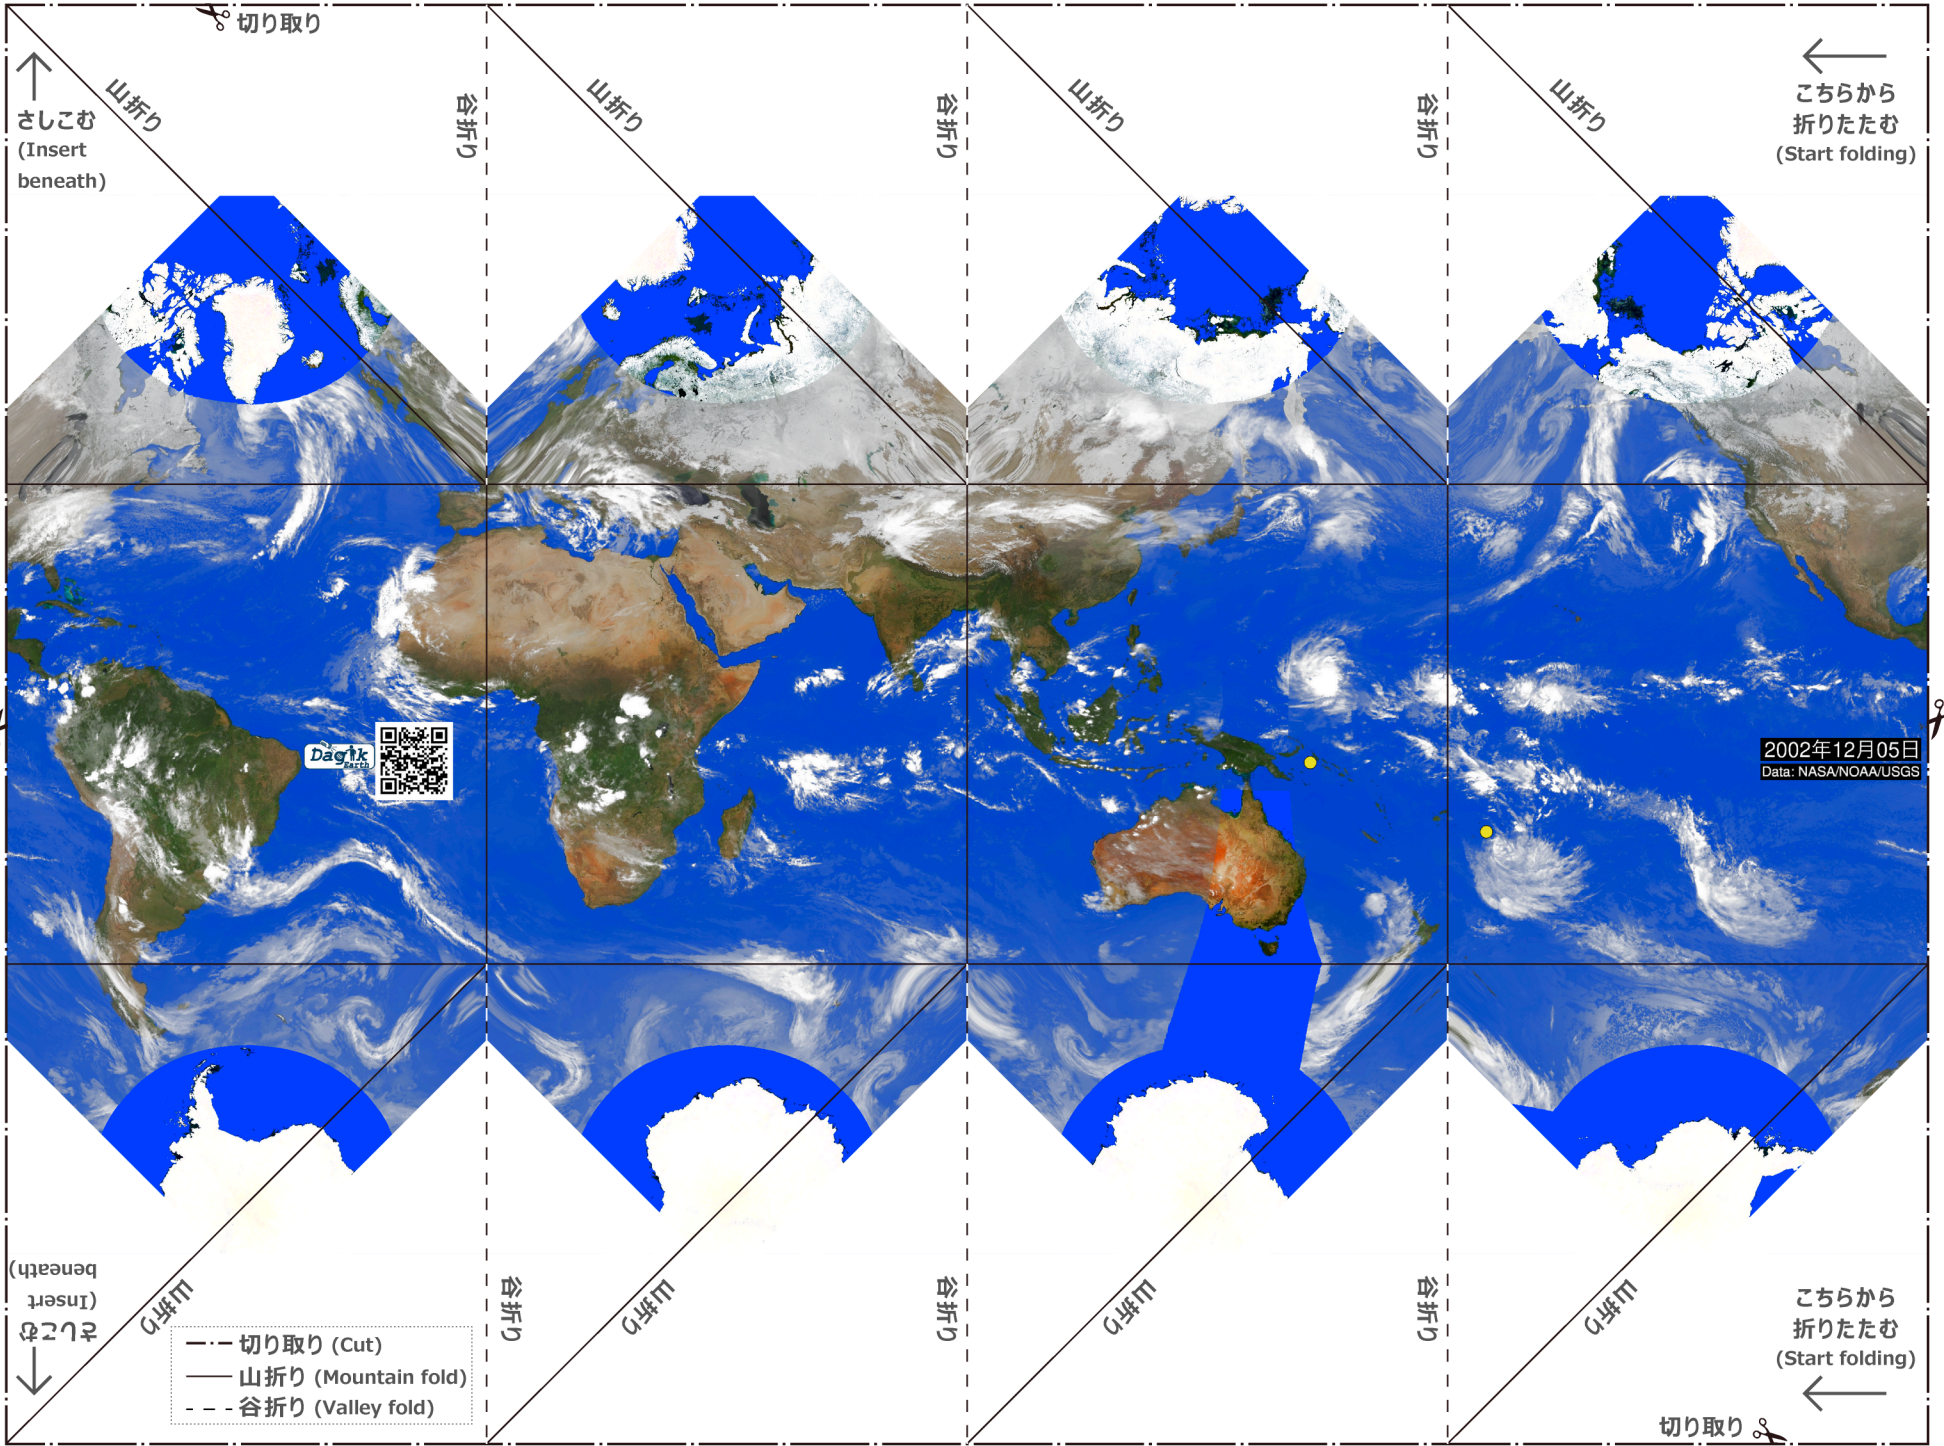 切り取り
山折り
谷折り
山折り
谷折り
山折り
谷折り
山折り
さしこむ
(Insert
beneath)
こちらから
折りたたむ
(Start folding)
Dagik
Earth
2002年12月05日
Data: NASA/NOAA/USGS
さしこむ
(Insert
beneath)
山折り
谷折り
山折り
谷折り
山折り
谷折り
山折り
こちらから
折りたたむ
(Start folding)
切り取り (Cut)
山折り (Mountain fold)
谷折り (Valley fold)
切り取り